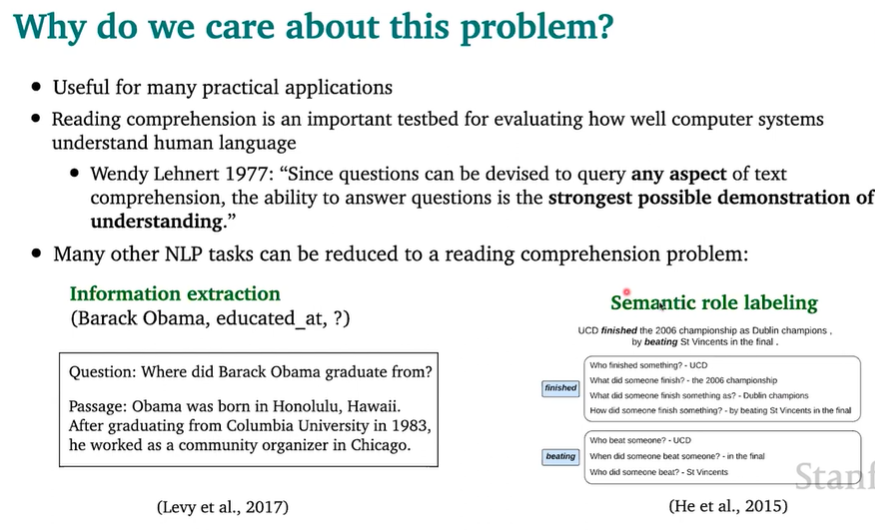 Why do we care about this problem?
• Useful for many practical applications
• Reading comprehension is an important testbed for evaluating how well computer systems
understand human language
• Wendy Lehnert 1977: “Since questions can be devised to query any aspect of text
comprehension, the ability to answer questions is the strongest possible demonstration of
understanding.”
• Many other NLP tasks can be reduced to a reading comprehension problem:
Information extraction
(Barack Obama, educated_at, ?)
Question: Where did Barack Obama graduate from?
Passage: Obama was born in Honolulu, Hawaii.
After graduating from Columbia University in 1983,
he worked as a community organizer in Chicago.
(Levy et al., 2017)
Semantic role labeling
UCD finished the 2006 championship as Dublin champions ,
by beating St Vincents in the final .
finished
Who finished something? - UCD
What did someone finish? - the 2006 championship
What did someone finish something as? - Dublin champions
How did someone finish something? - by beating St Vincents in the final
beating
Who beat someone? - UCD
When did someone beat someone? - in the final
Who did someone beat? - St Vincents
(He et al., 2015)
Stanf